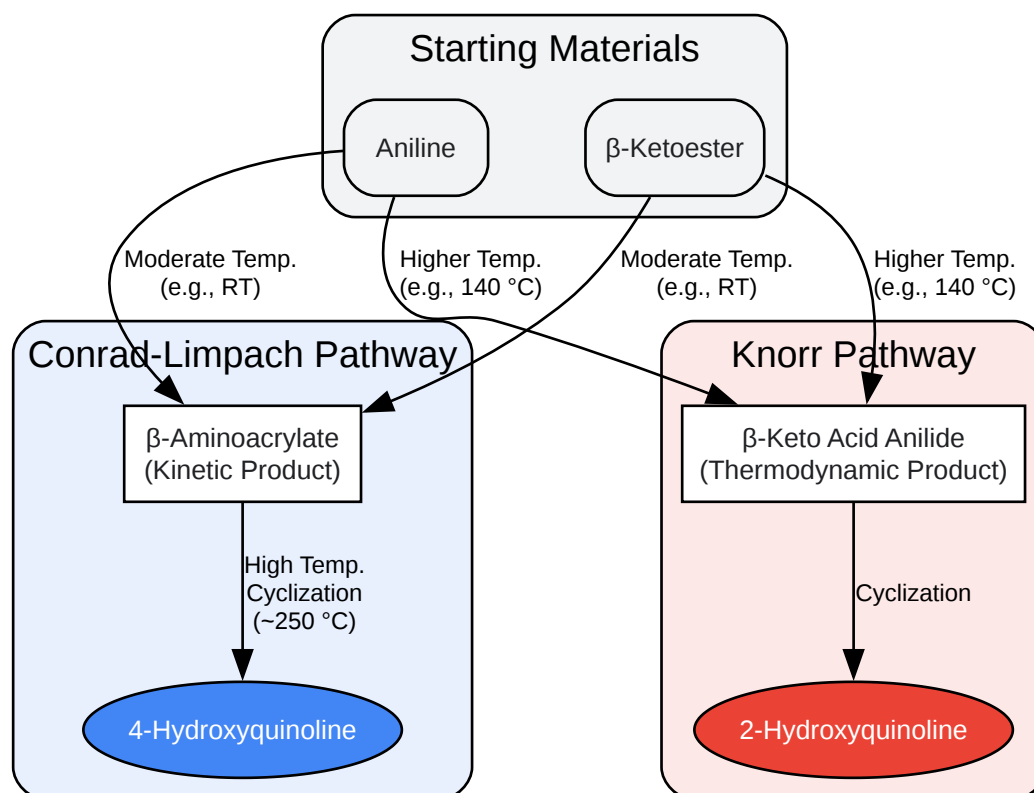 Starting Materials
Aniline
β-Ketoester
Moderate Temp.
(e.g., RT)
Higher Temp.
(e.g., 140 °C)
Moderate Temp.
(e.g., RT)
Higher Temp.
(e.g., 140 °C)
Conrad-Limpach Pathway
Knorr Pathway
β-Aminoacrylate
(Kinetic Product)
β-Keto Acid Anilide
(Thermodynamic Product)
High Temp.
Cyclization
(~250 °C)
Cyclization
4-Hydroxyquinoline
2-Hydroxyquinoline